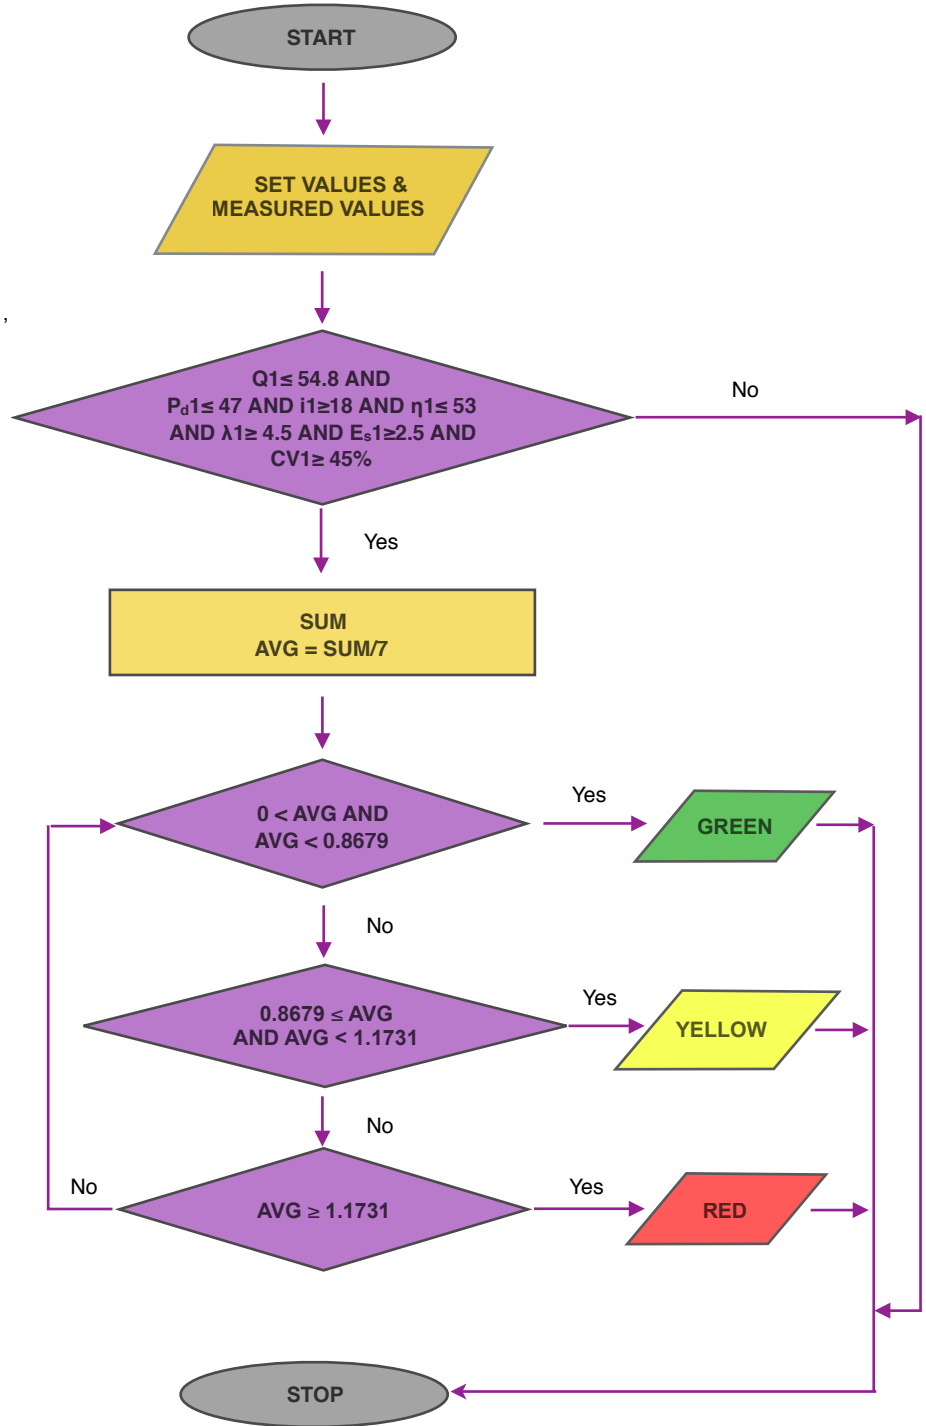 START
SET VALUES &
MEASURED VALUES
,
Q1≤ 54.8 AND
Pd1≤ 47 AND i1≥18 AND η1≤ 53
AND λ1≥ 4.5 AND Es1≥2.5 AND
CV1≥ 45%
No
Yes
SUM
AVG = SUM/7
0 < AVG AND
AVG < 0.8679
Yes
GREEN
No
0.8679 ≤ AVG
AND AVG < 1.1731
Yes
YELLOW
No
No
AVG ≥ 1.1731
Yes
RED
STOP